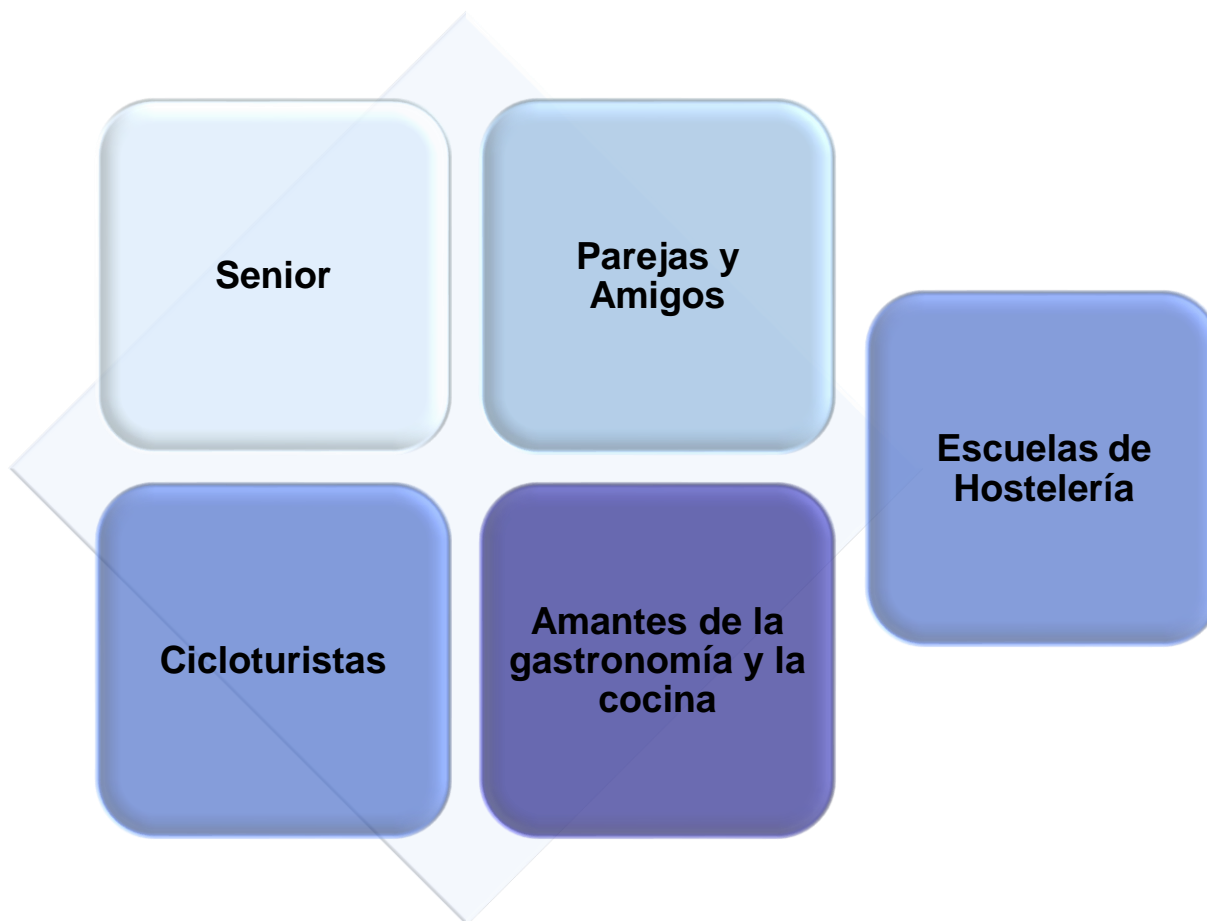 Senior
Parejas y
Amigos
Escuelas de
Hostelería
Cicloturistas
Amantes de la
gastronomía y la
cocina